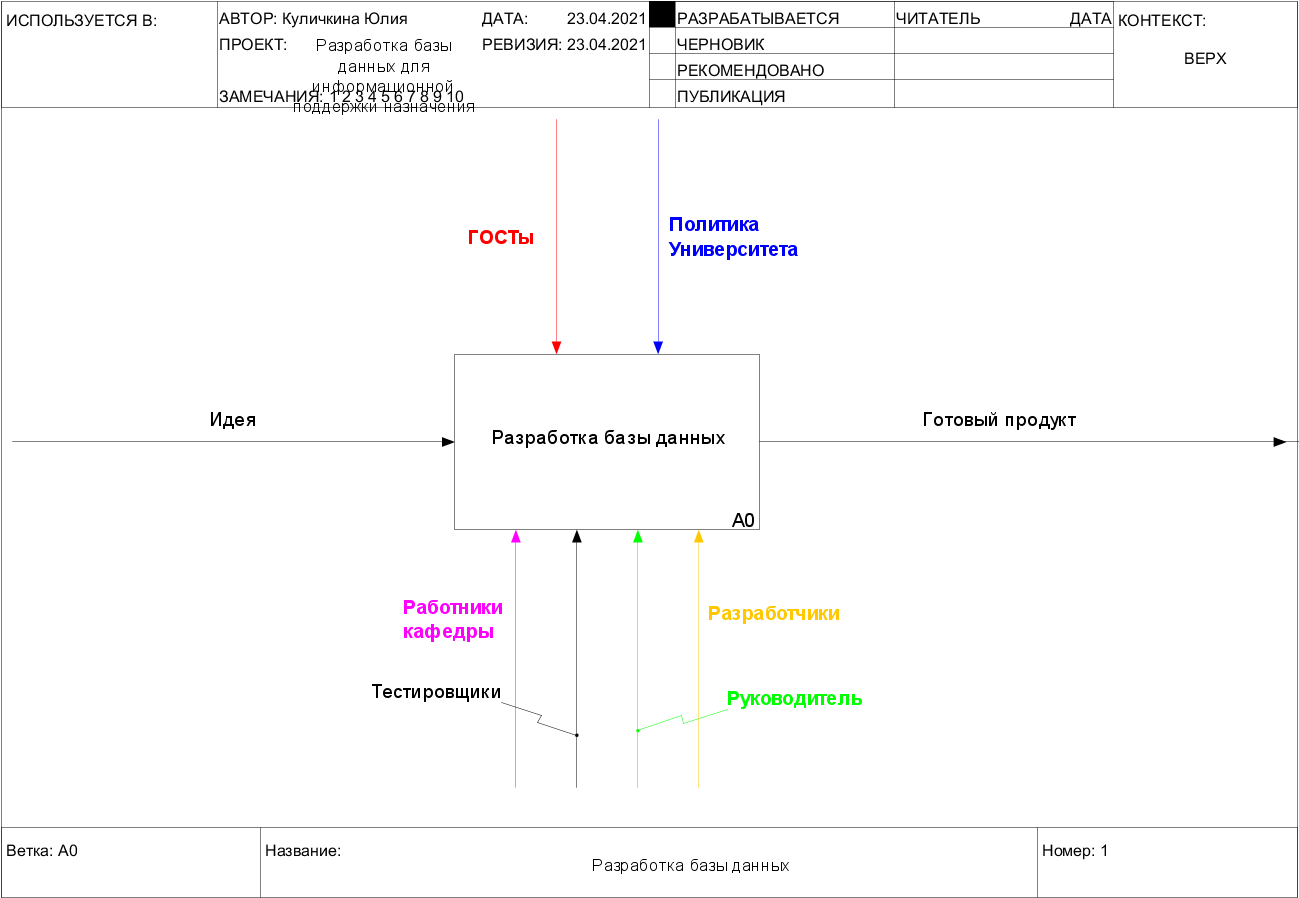 ИСПОЛЬЗУЕТСЯ В:
АВТОР: Куличкина Юлия
ДАТА: 23.04.2021
ПРОЕКТ:
Разработка базы
данных для
информационной
поддержки назначения
РЕВИЗИЯ: 23.04.2021
ЗАМЕЧАНИЯ: 1 2 3 4 5 6 7 8 9 10
РАЗРАБАТЫВАЕТСЯ
ЧЕРНОВИК
РЕКОМЕНДОВАНО
ПУБЛИКАЦИЯ
ЧИТАТЕЛЬ
ДАТА
КОНТЕКСТ:
ВЕРХ
ГОСТы
Политика
Университета
Идея
Разработка базы данных
A0
Готовый продукт
Работники
кафедры
Разработчики
Тестировщики
Руководитель
Ветка: A0
Название:
Разработка базы данных
Номер: 1